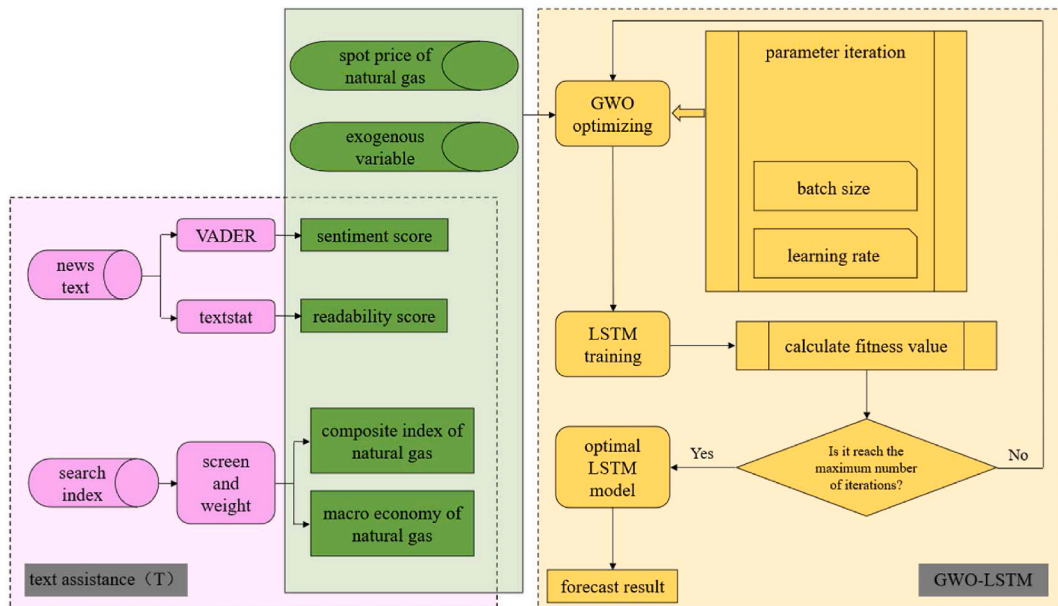 spot price of
natural gas
exogenous
variable
news
text
VADER
sentiment score
textstat
readability score
search
index
screen
and
weight
composite index of
natural gas
macro economy of
natural gas
text assistance（T）
GWO
optimizing
parameter iteration
batch size
learning rate
LSTM
training
calculate fitness value
Is it reach the
maximum number
of iterations?
Yes
No
optimal
LSTM
model
forecast result
GWO-LSTM